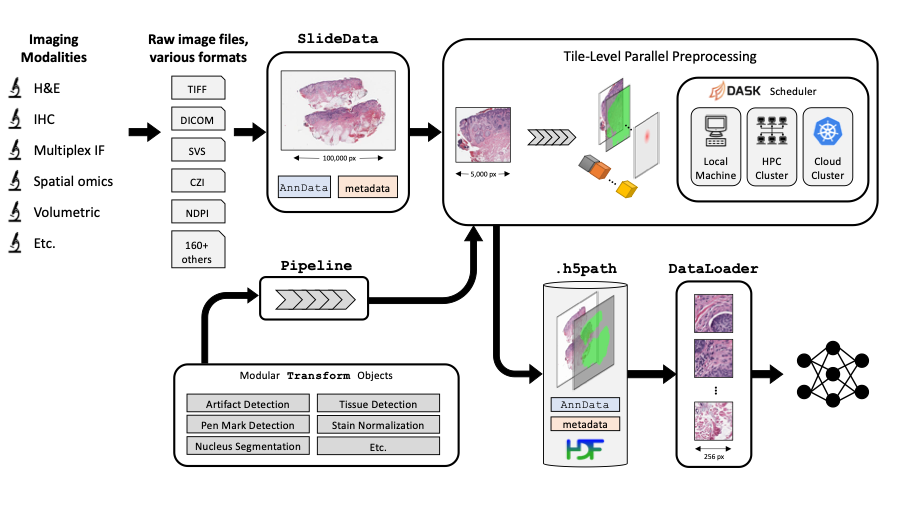 Imaging
Modalities
H&E
IHC
Multiplex IF
Spatial omics
Volumetric
Etc.
Raw image files,
various formats
TIFF
DICOM
SVS
CZI
NDPI
160+
others
SlideData
100,000 px
AnnData
metadata
Tile-Level Parallel Preprocessing
5,000 px
DASK Scheduler
Local
Machine
HPC
Cluster
Cloud
Cluster
Pipeline
Modular Transform Objects
Artifact Detection
Tissue Detection
Pen Mark Detection
Stain Normalization
Nucleus Segmentation
Etc.
.h5path
AnnData
metadata
HDF
DataLoader
256 px